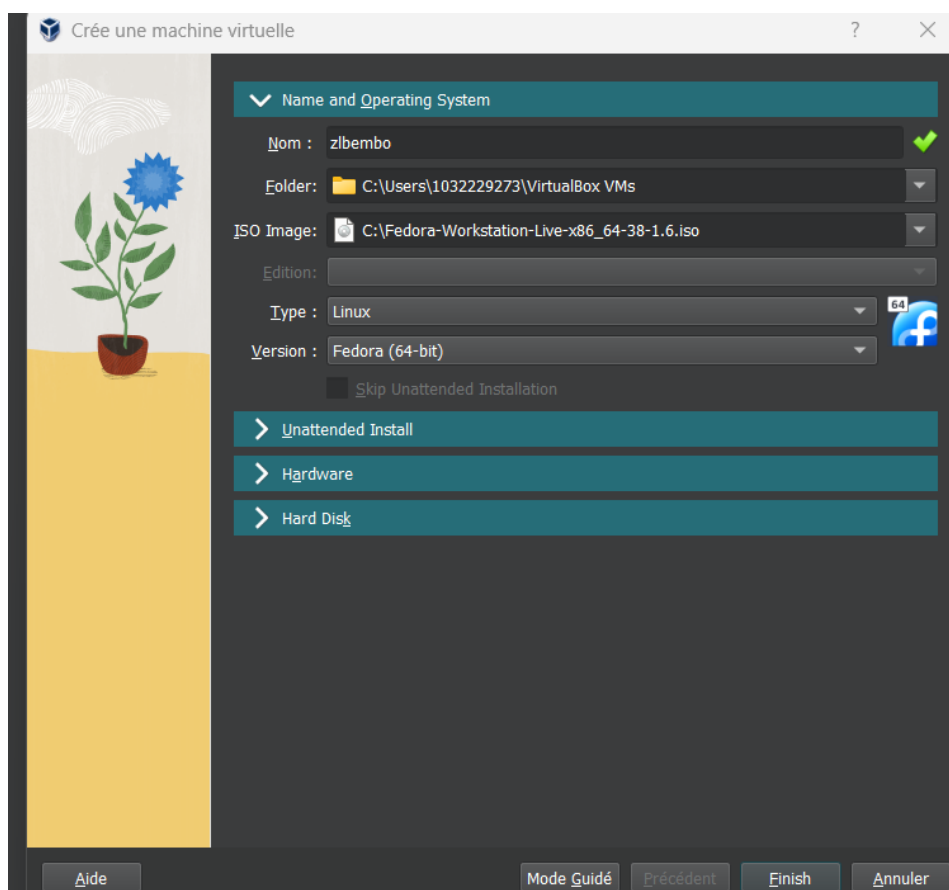 Crée une machine virtuelle ? ×
Name and Operating System
Nom : zlbembo
Folder: C:\Users\1032229273\VirtualBox VMs
ISO Image: C:\Fedora-Workstation-Live-x86_64-38-1.6.iso
Edition:
Type : Linux
64
Version : Fedora (64-bit)
Skip Unattended Installation
Unattended Install
Hardware
Hard Disk
Aide Mode Guidé Précédent Finish Annuler